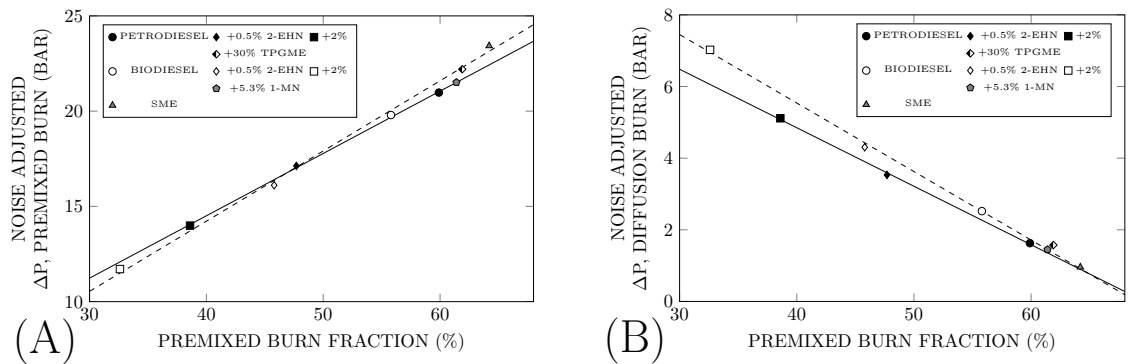 25
20
15
10
30
40
50
60
NOISE ADJUSTED
ΔP, PREMIXED BURN (BAR)
PREMIXED BURN FRACTION (%)
PETRODIESEL +0.5% 2-EHN +2%
+30% TPGME
BIODIESEL +0.5% 2-EHN +2%
+5.3% 1-MN
SME
(A)
8
6
4
2
0
30
40
50
60
NOISE ADJUSTED
ΔP, DIFFUSION BURN (BAR)
PREMIXED BURN FRACTION (%)
PETRODIESEL +0.5% 2-EHN +2%
+30% TPGME
BIODIESEL +0.5% 2-EHN +2%
+5.3% 1-MN
SME
(B)